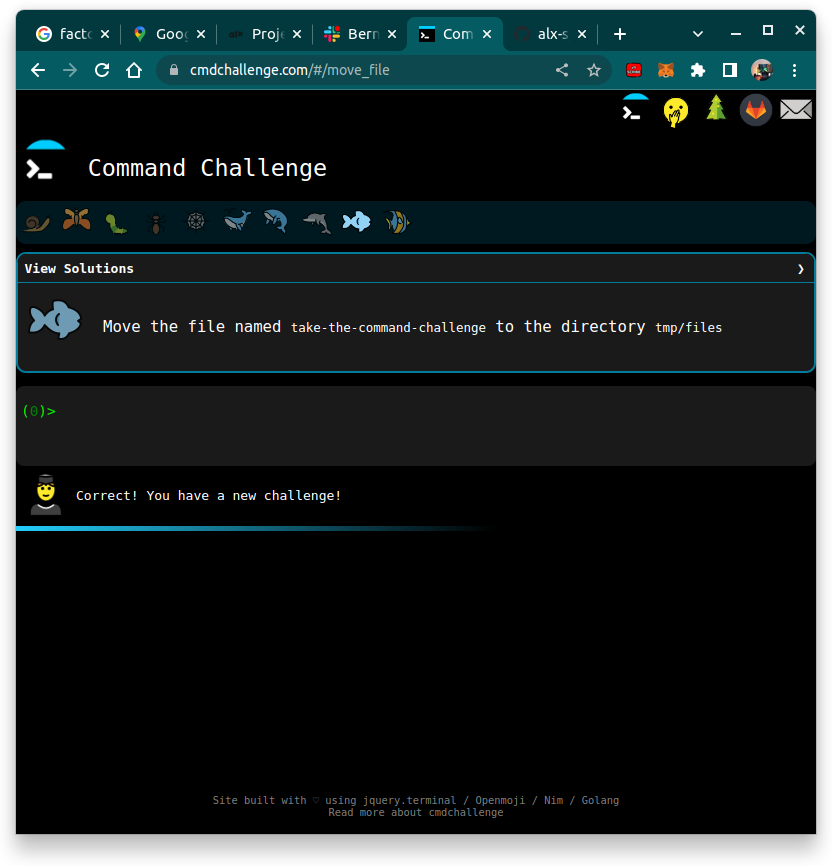 factc
Goog
Proje
Bern
Com
alx-s
cmdchallenge.com/#/move_file
Command Challenge
View Solutions
Move the file named take-the-command-challenge to the directory tmp/files
(0)>
Correct! You have a new challenge!
Site built with ♡ using jquery.terminal / Openmoji / Nim / Golang
Read more about cmdchallenge